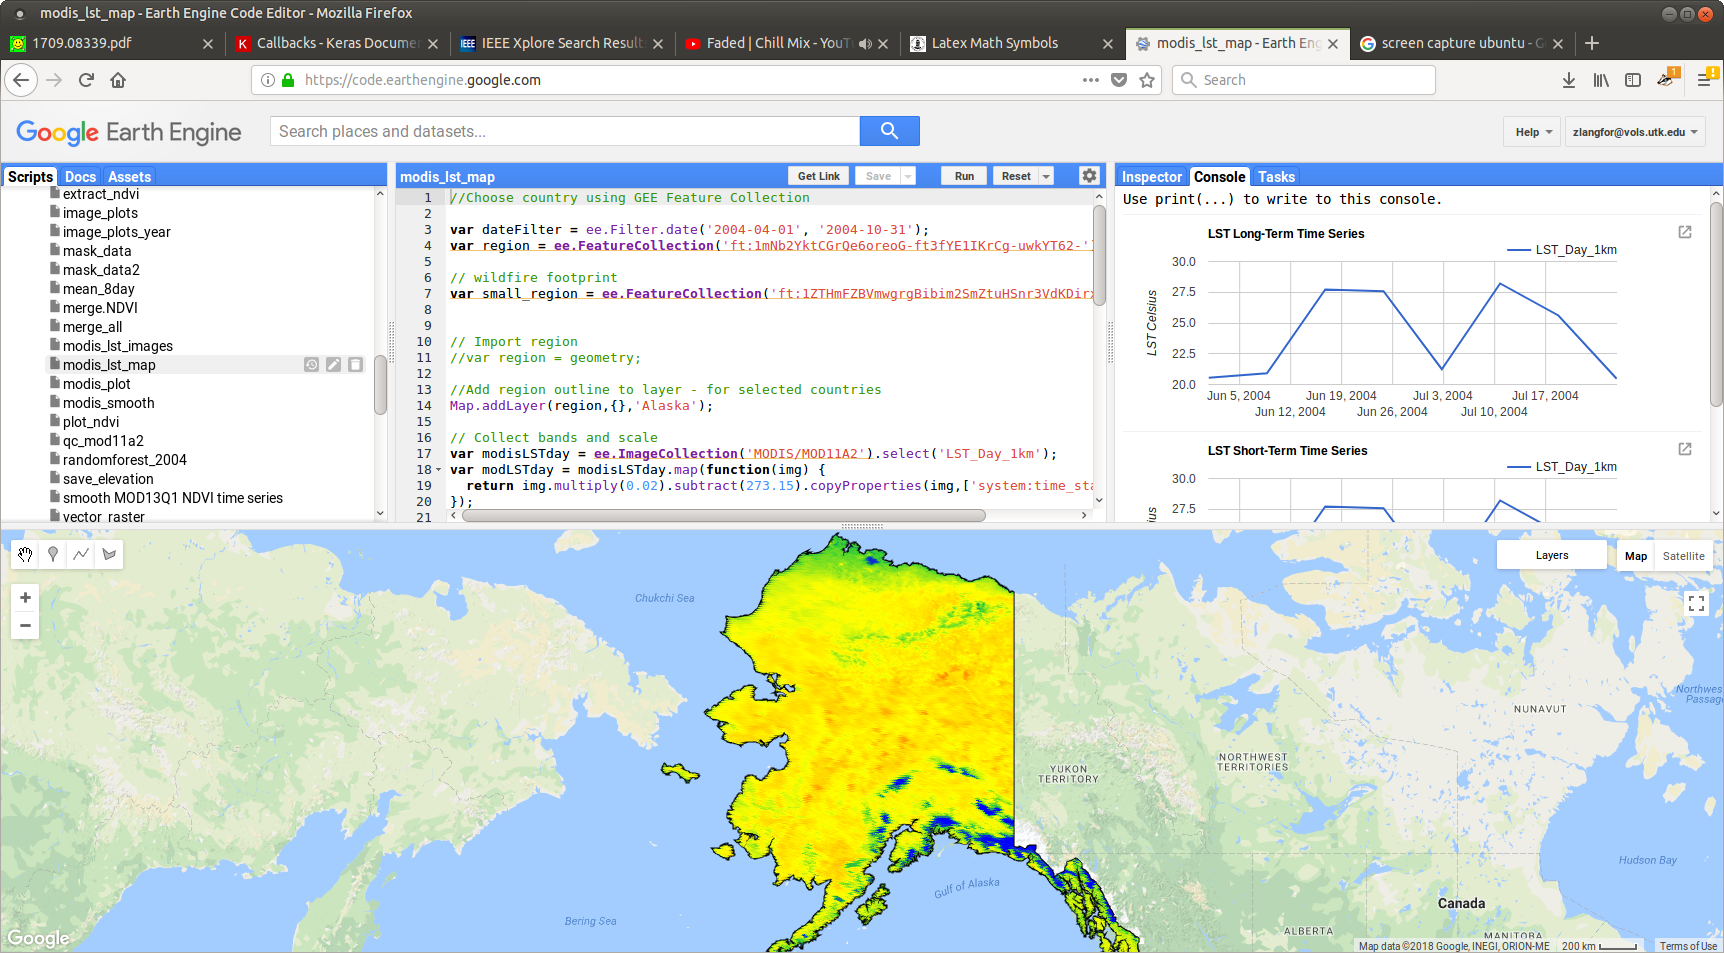 modis_lst_map - Earth Engine Code Editor - Mozilla Firefox
1709.08339.pdf
Callbacks - Keras Docume
IEEE Xplore Search Result
Faded | Chill Mix - YouT
Latex Math Symbols
modis_lst_map - Earth Eng
screen capture ubuntu - G
https://code.earthengine.google.com
Search
1
Google Earth Engine
Search places and datasets...
Help
zlangfor@vols.utk.edu
Scripts Docs Assets
extract_ndvi
image_plots
image_plots_year
mask_data
mask_data2
mean_8day
merge.NDVI
merge_all
modis_lst_images
modis_lst_map
modis_plot
modis_smooth
plot_ndvi
qc_mod11a2
randomforest_2004
save_elevation
smooth MOD13Q1 NDVI time series
vector_raster
modis_lst_map
Get Link Save Run Reset
1 //Choose country using GEE Feature Collection
2
3 var dateFilter = ee.Filter.date('2004-04-01', '2004-10-31');
4 var region = ee.FeatureCollection('ft:1mNb2YktCGrQe6oreoG-ft3fYE1IKrCg-uwkYT62-'
5
6 // wildfire footprint
7 var small_region = ee.FeatureCollection('ft:1ZTHmFZBVmwgrgBibim2SmZtuHSnr3VdKDirx
8
9
10 // Import region
11 //var region = geometry;
12
13 //Add region outline to layer - for selected countries
14 Map.addLayer(region,{},'Alaska');
15
16 // Collect bands and scale
17 var modisLSTday = ee.ImageCollection('MODIS/MOD11A2').select('LST_Day_1km');
18 var modLSTday = modisLSTday.map(function(img) {
19 return img.multiply(0.02).subtract(273.15).copyProperties(img,['system:time_sta
20 });
21
Inspector Console Tasks
Use print(...) to write to this console.
LST Long-Term Time Series
LST_Day_1km
30.0
27.5
25.0
22.5
20.0
LST Celsius
Jun 5, 2004
Jun 12, 2004
Jun 19, 2004
Jun 26, 2004
Jul 3, 2004
Jul 10, 2004
Jul 17, 2004
LST Short-Term Time Series
LST_Day_1km
30.0
27.5
Layers
Map Satellite
Chukchi Sea
Bering Sea
Gulf of Alaska
YUKON
TERRITORY
NORTHWEST
TERRITORIES
NUNAVUT
Northwes
Passag
Hudson Bay
Canada
ALBERTA
MANITOBA
Google
Map data ©2018 Google, INEGI, ORION-ME
200 km
Terms of Use